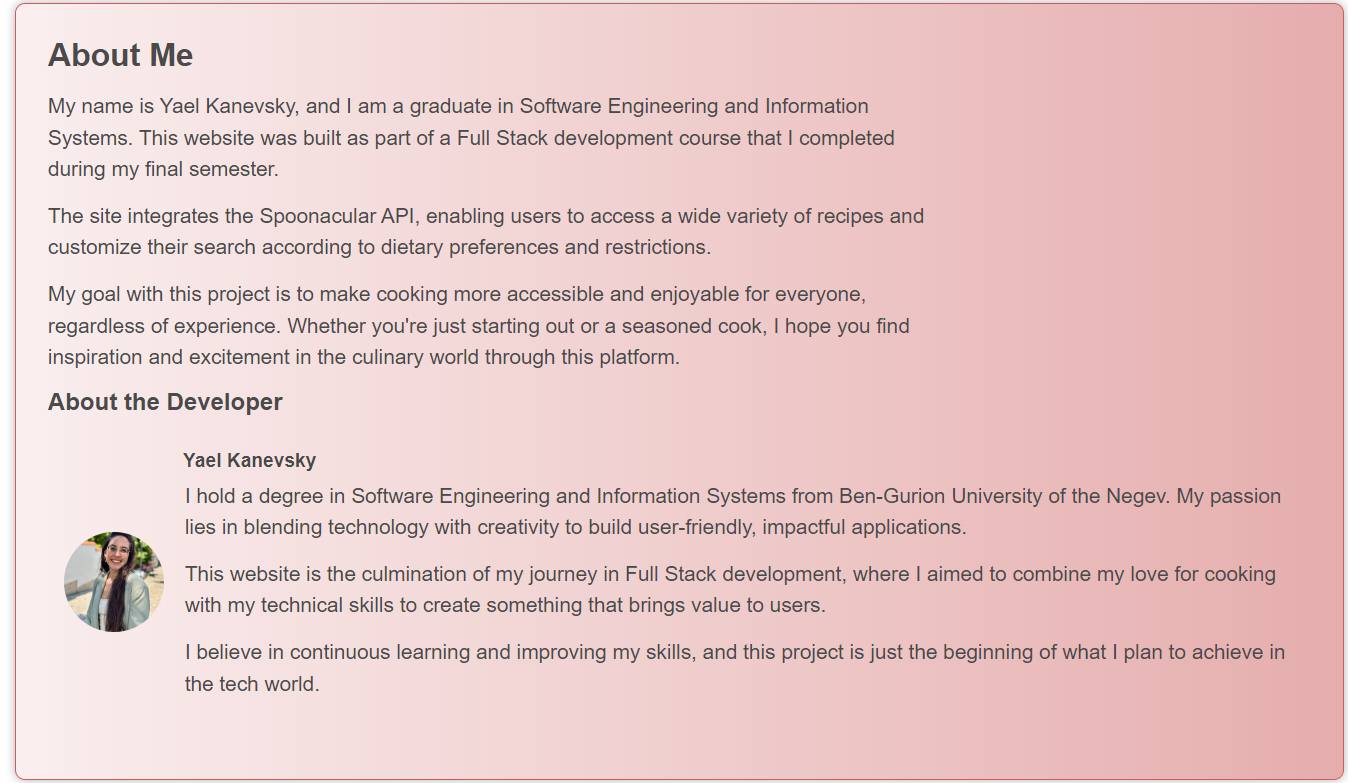 About Me
My name is Yael Kanevsky, and I am a graduate in Software Engineering and Information
Systems. This website was built as part of a Full Stack development course that I completed
during my final semester.
The site integrates the Spoonacular API, enabling users to access a wide variety of recipes and
customize their search according to dietary preferences and restrictions.
My goal with this project is to make cooking more accessible and enjoyable for everyone,
regardless of experience. Whether you're just starting out or a seasoned cook, I hope you find
inspiration and excitement in the culinary world through this platform.
About the Developer
Yael Kanevsky
I hold a degree in Software Engineering and Information Systems from Ben-Gurion University of the Negev. My passion
lies in blending technology with creativity to build user-friendly, impactful applications.
This website is the culmination of my journey in Full Stack development, where I aimed to combine my love for cooking
with my technical skills to create something that brings value to users.
I believe in continuous learning and improving my skills, and this project is just the beginning of what I plan to achieve in
the tech world.